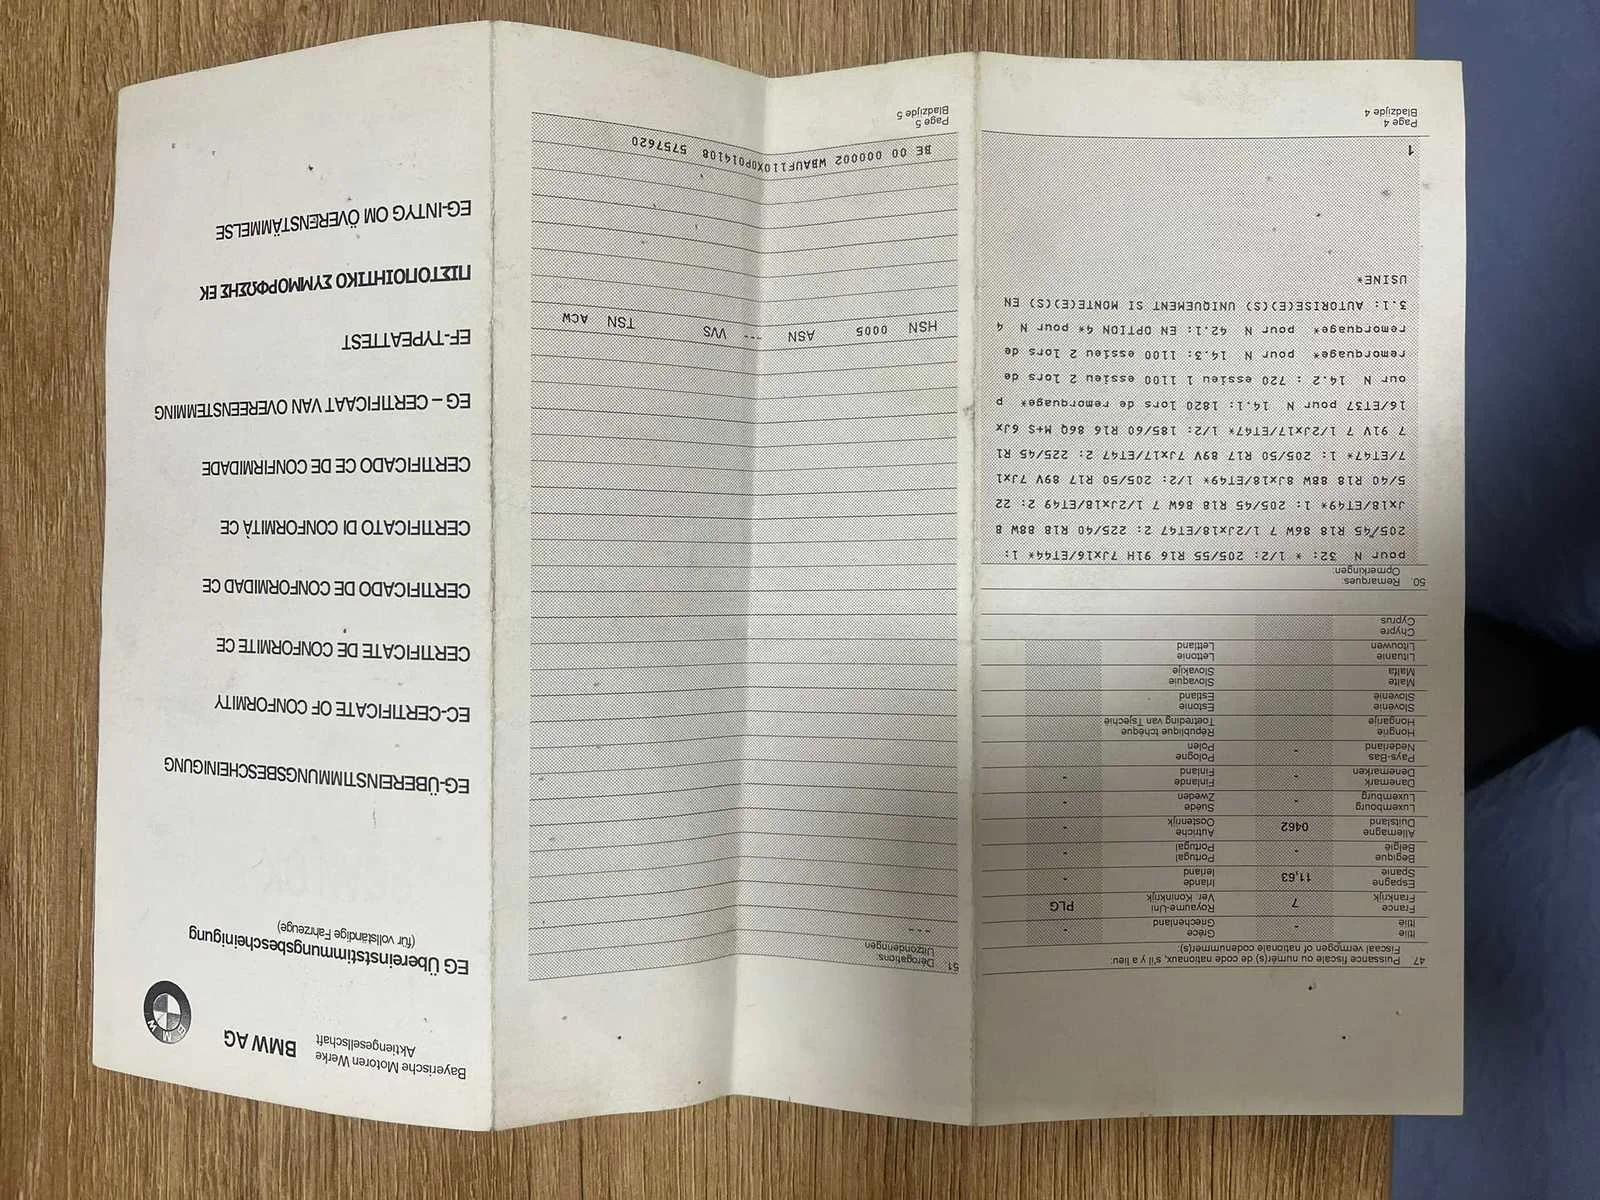 47. Puissance fiscale ou numéro(s) de code nationaux, s'il y a lieu:
Fiscaal vermogen of nationale codenummer(s):
Itlie - Grèce -
Itlië Griechenland
France 7 Royaume-Uni PLG
Frankrijk Ver. Koninkrijk
Espagne 11,63 Irlande -
Spanie Ierland
Begique - Portugal -
België Portugal
Allemagne 0462 Autriche -
Duitsland Oostenrijk
Luxembourg - Suède -
Luxemburg Zweden
Danemark - Finlande -
Denemarken Finland
Pays-Bas - Pologne
Nederland Polen
Hongrie République tchèque
Hongarije Toetreding van Tsjechië
Slovénie Estonie
Slovenië Estland
Malte Slovaquie
Malta Slovakije
Lituanie Lettonie
Litouwen Lettland
Chypre
Cyprus
50. Remarques:
Opmerkingen:
pour N 32: * 1/2: 205/55 R16 91H 7Jx16/ET44** 1:
205/45 R18 86W 7 1/2Jx18/ET47 2: 225/40 R18 88W 8
Jx18/ET49* 1: 205/45 R18 86W 7 1/2Jx18/ET49 2: 22
5/40 R18 88W 8Jx18/ET49* 1/2: 205/50 R17 89V 7Jx1
7/ET47* 1: 205/50 R17 89V 7Jx17/ET47 2: 225/45 R1
7 91V 7 1/2Jx17/ET47* 1/2: 185/60 R16 86Q M+S 6Jx
16/ET37 pour N 14.1: 1820 lors de remorquage* p
our N 14.2 : 720 essieu 1 1100 essieu 2 lors de
remorquage* pour N 14.3: 1100 essieu 2 lors de
remorquage* pour N 42.1: EN OPTION 4* pour N 4
3.1: AUTORISE(E)(S) UNIQUEMENT SI MONTE(E)(S) EN
USINE*
1
Page 4
Bladzijde 4
51. Dérogations:
Uitzonderingen
---
HSN 0005 ASN --- VVS TSN ACW
BE 00 000002 WBAUF110X0P014108 5757620
Page 5
Bladzijde 5
Bayerische Motoren Werke
Aktiengesellschaft
BMW AG
BMW
EG Übereinststimmungsbescheinigung
(für vollständige Fahrzeuge)
EG-ÜBEREINSTIMMUNGSBESCHEINIGUNG
EC-CERTIFICATE OF CONFORMITY
CERTIFICATE DE CONFORMITE CE
CERTIFICADO DE CONFORMIDAD CE
CERTIFICATO DI CONFORMITÀ CE
CERTIFICADO CE DE CONFIRMIDADE
EG – CERTIFICAAT VAN OVEREENSTEMMING
EF-TYPEATTEST
ΠΙΣΤΟΠΟΙΗΤΙΚΟ ΣΥΜΜΟΡΦΩΣΗΣ ΕΚ
EG-INTYG OM ÖVERENSTÄMMELSE